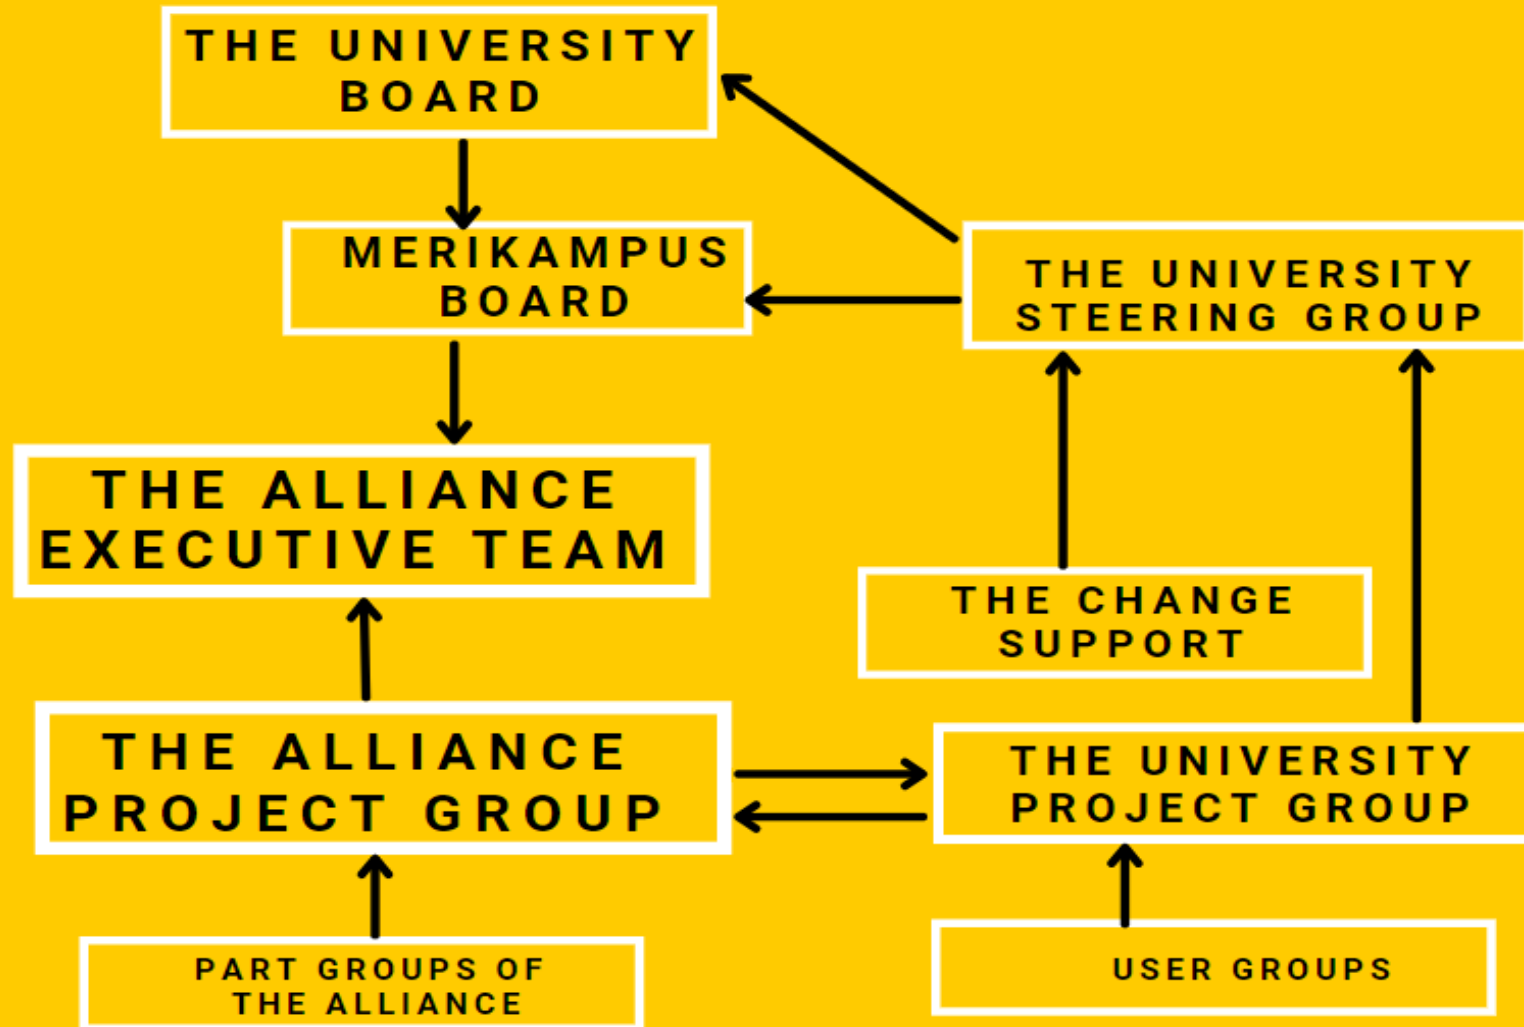 THE UNIVERSITY
BOARD
MERIKAMPUS
BOARD
THE UNIVERSITY
STEERING GROUP
THE ALLIANCE
EXECUTIVE TEAM
THE CHANGE
SUPPORT
THE ALLIANCE
PROJECT GROUP
THE UNIVERSITY
PROJECT GROUP
PART GROUPS OF
THE ALLIANCE
USER GROUPS